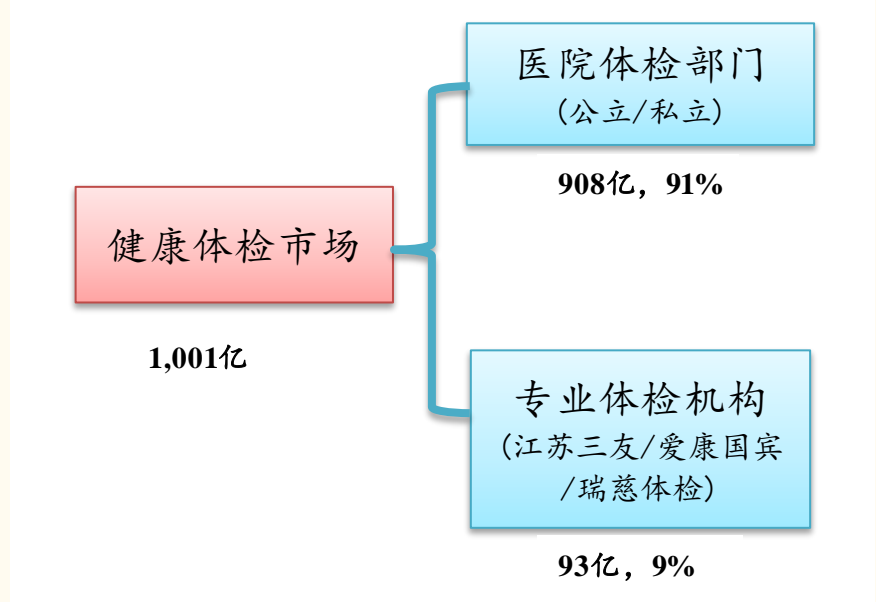 医院体检部门
(公立/私立)
908亿，91%
健康体检市场
1,001亿
专业体检机构
(江苏三友/爱康国宾
/瑞慈体检)
93亿，9%